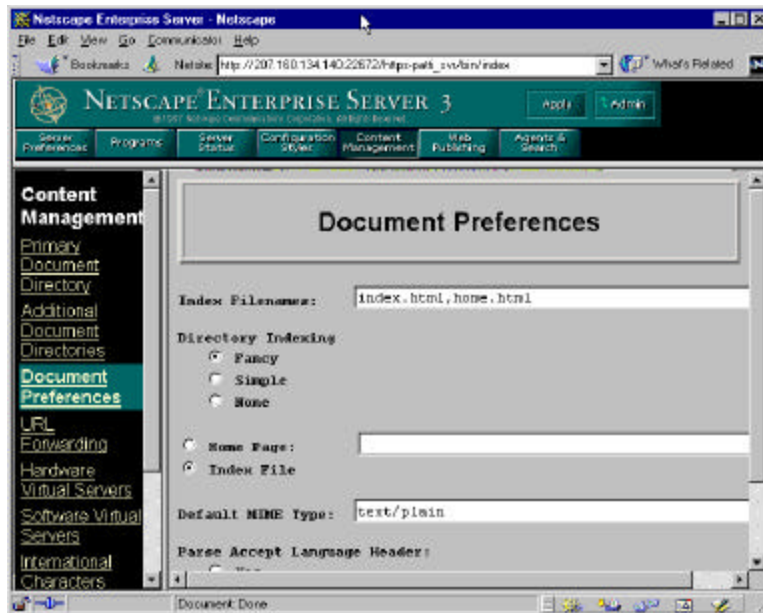 Netscape Enterprise Server - Netscape
File Edit View Go Communicator Help
Bookmarks Netsite: http://207.160.134.140:22672/https-patti_svr/bin/index What's Related
NETSCAPE ENTERPRISE SERVER 3
Apply Admin
Server Preferences Programs Server Status Configuration Styles Content Management Web Publishing Agents & Search
Content
Management
Primary
Document
Directory
Additional
Document
Directories
Document
Preferences
URL
Forwarding
Hardware
Virtual Servers
Software Virtual
Servers
International
Characters
Document Preferences
Index Filenames: index.html,home.html
Directory Indexing
Fancy
Simple
None
Home Page:
Index File
Default MIME Type: text/plain
Parse Accept Language Header:
Document: Done